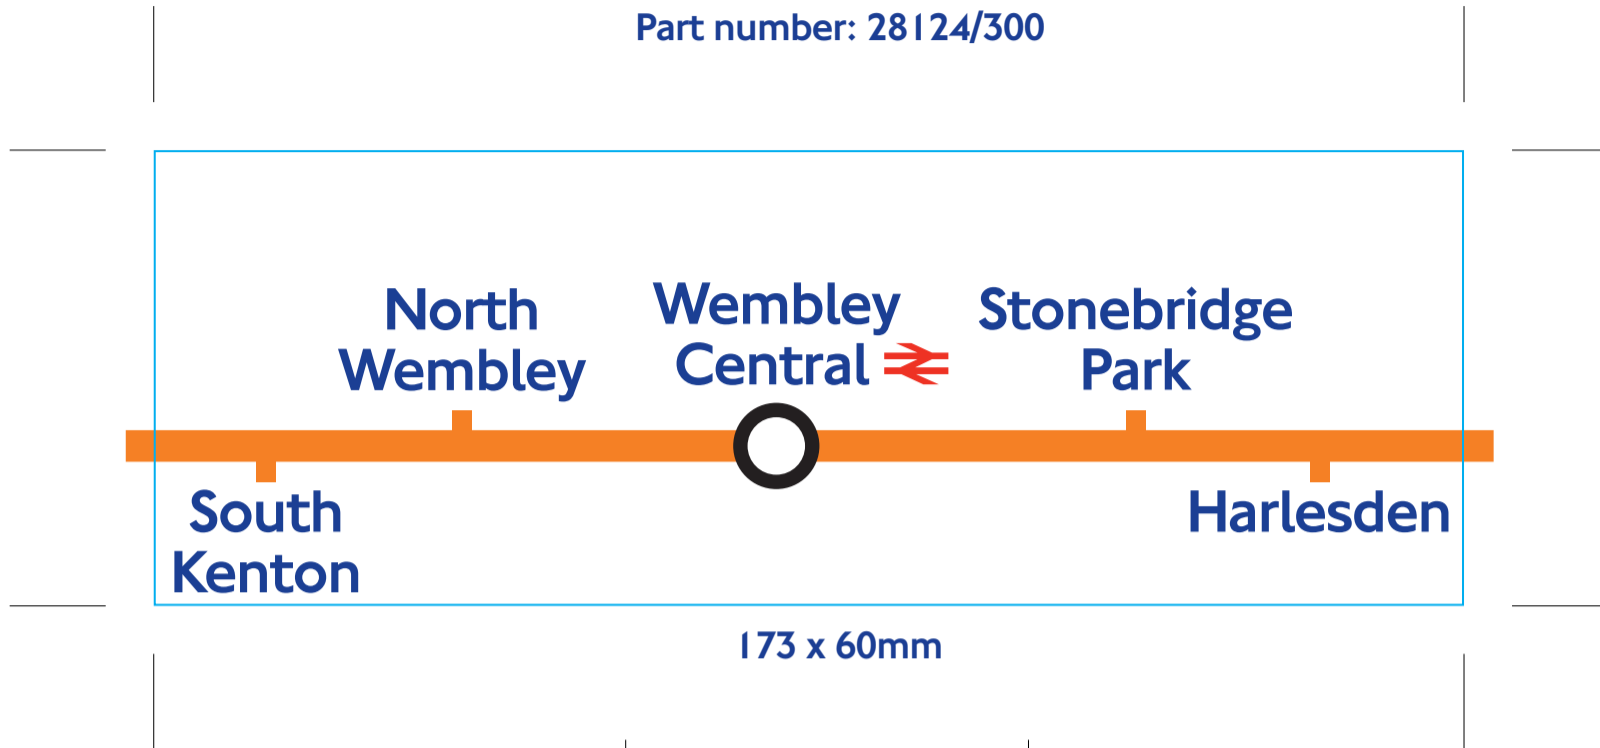 Part number: 28124/300
North
Wembley
Wembley
Central
Stonebridge
Park
South
Kenton
Harlesden
173 x 60mm